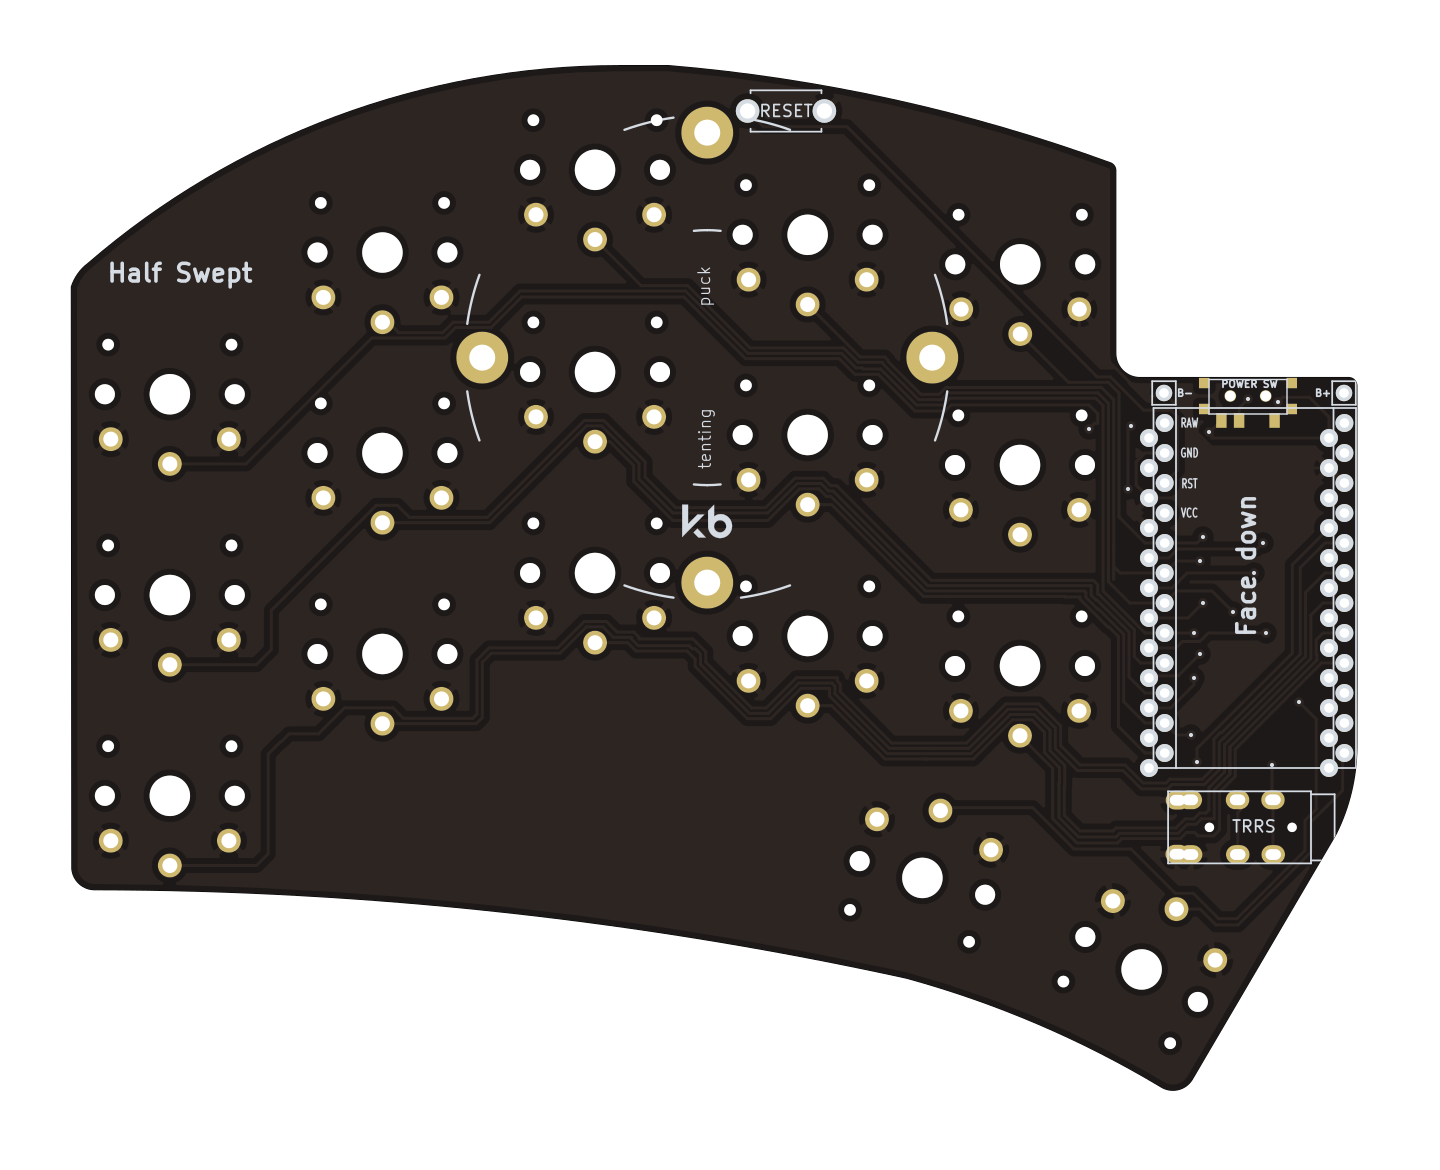 RESET
Half Swept
puck
POWER SW
B-
B+
RAW
GND
RST
VCC
tenting
kb
Face down
TRRS